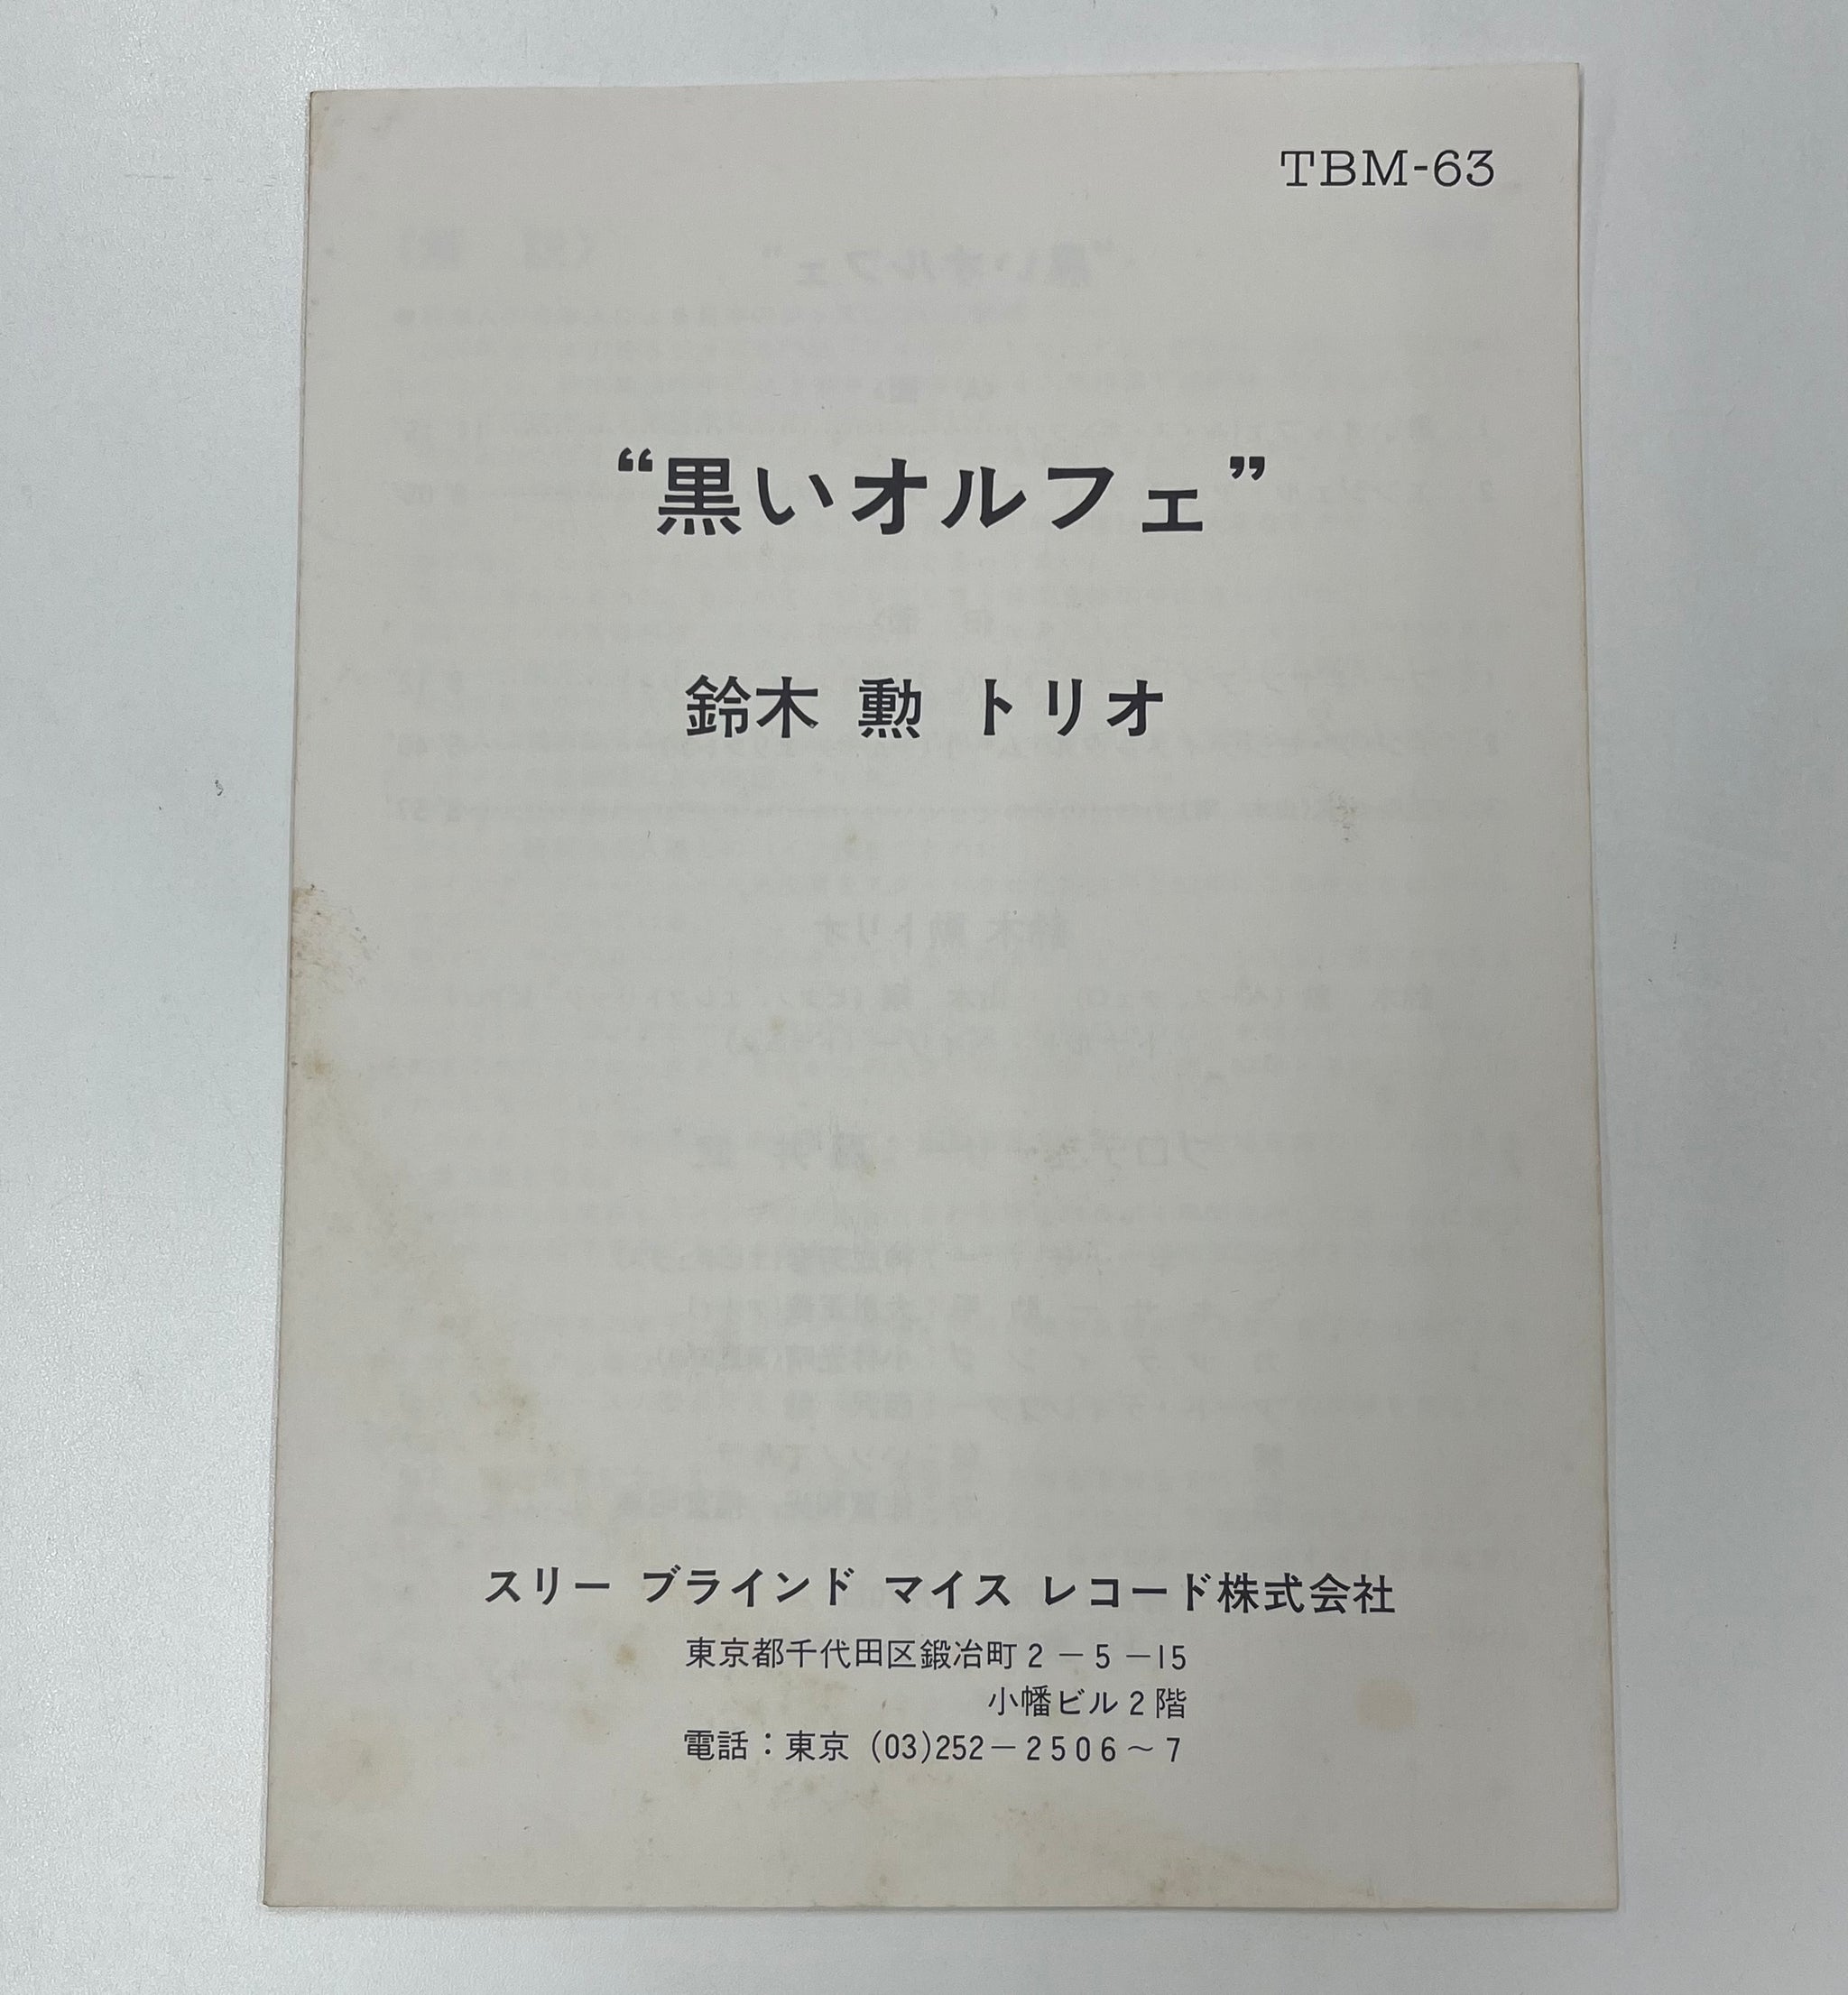 TBM-63
“黒いオルフェ”
鈴木 勲 トリオ
スリー ブラインド マイス レコード株式会社
東京都千代田区鍛冶町2－5－15
小幡ビル2階
電話：東京 (03)252－2506～7